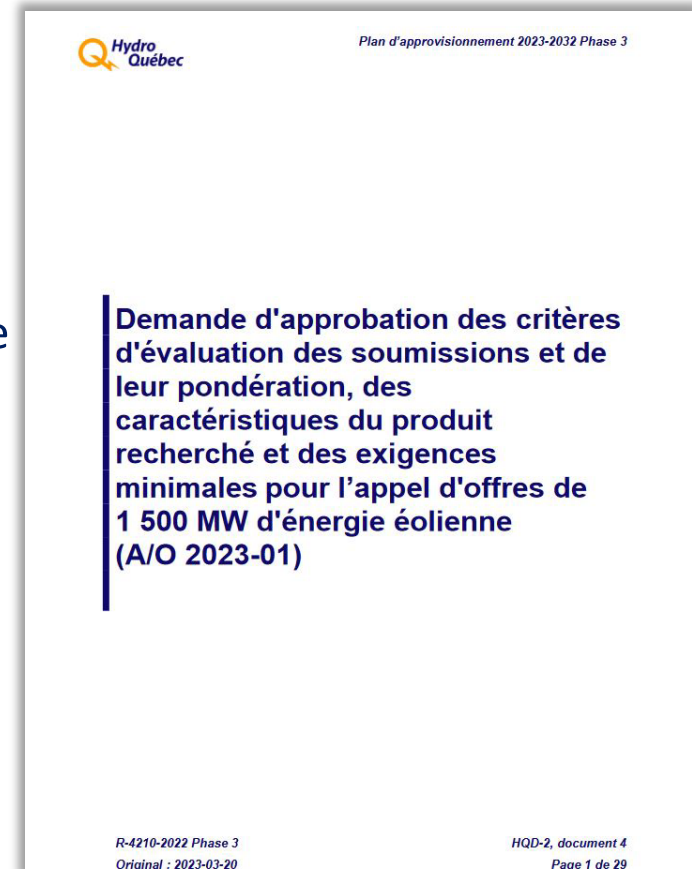 Hydro
Québec
Plan d'approvisionnement 2023-2032 Phase 3
e
Demande d'approbation des critères
d'évaluation des soumissions et de
leur pondération, des
caractéristiques du produit
recherché et des exigences
minimales pour l’appel d'offres de
1 500 MW d'énergie éolienne
(A/O 2023-01)
R-4210-2022 Phase 3
HQD-2, document 4
Original : 2023-03-20
Page 1 de 29